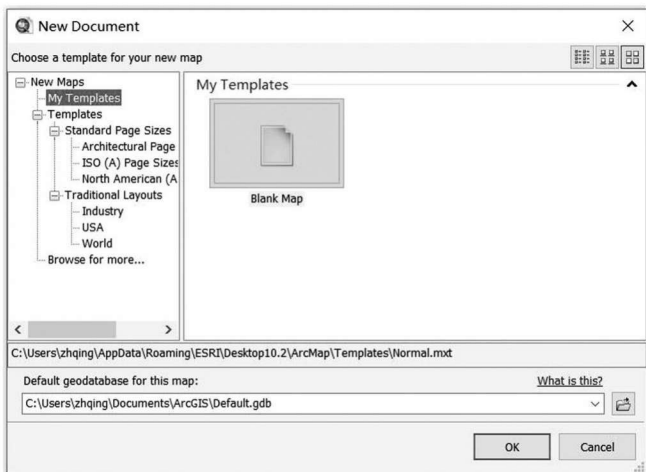 New Document
Choose a template for your new map
New Maps
My Templates
Templates
Standard Page Sizes
Architectural Page
ISO (A) Page Sizes
North American (A
Traditional Layouts
Industry
USA
World
Browse for more...
My Templates
Blank Map
C:\Users\zhqing\AppData\Roaming\ESRI\Desktop10.2\ArcMap\Templates\Normal.mxt
Default geodatabase for this map:
What is this?
C:\Users\zhqing\Documents\ArcGIS\Default.gdb
OK
Cancel